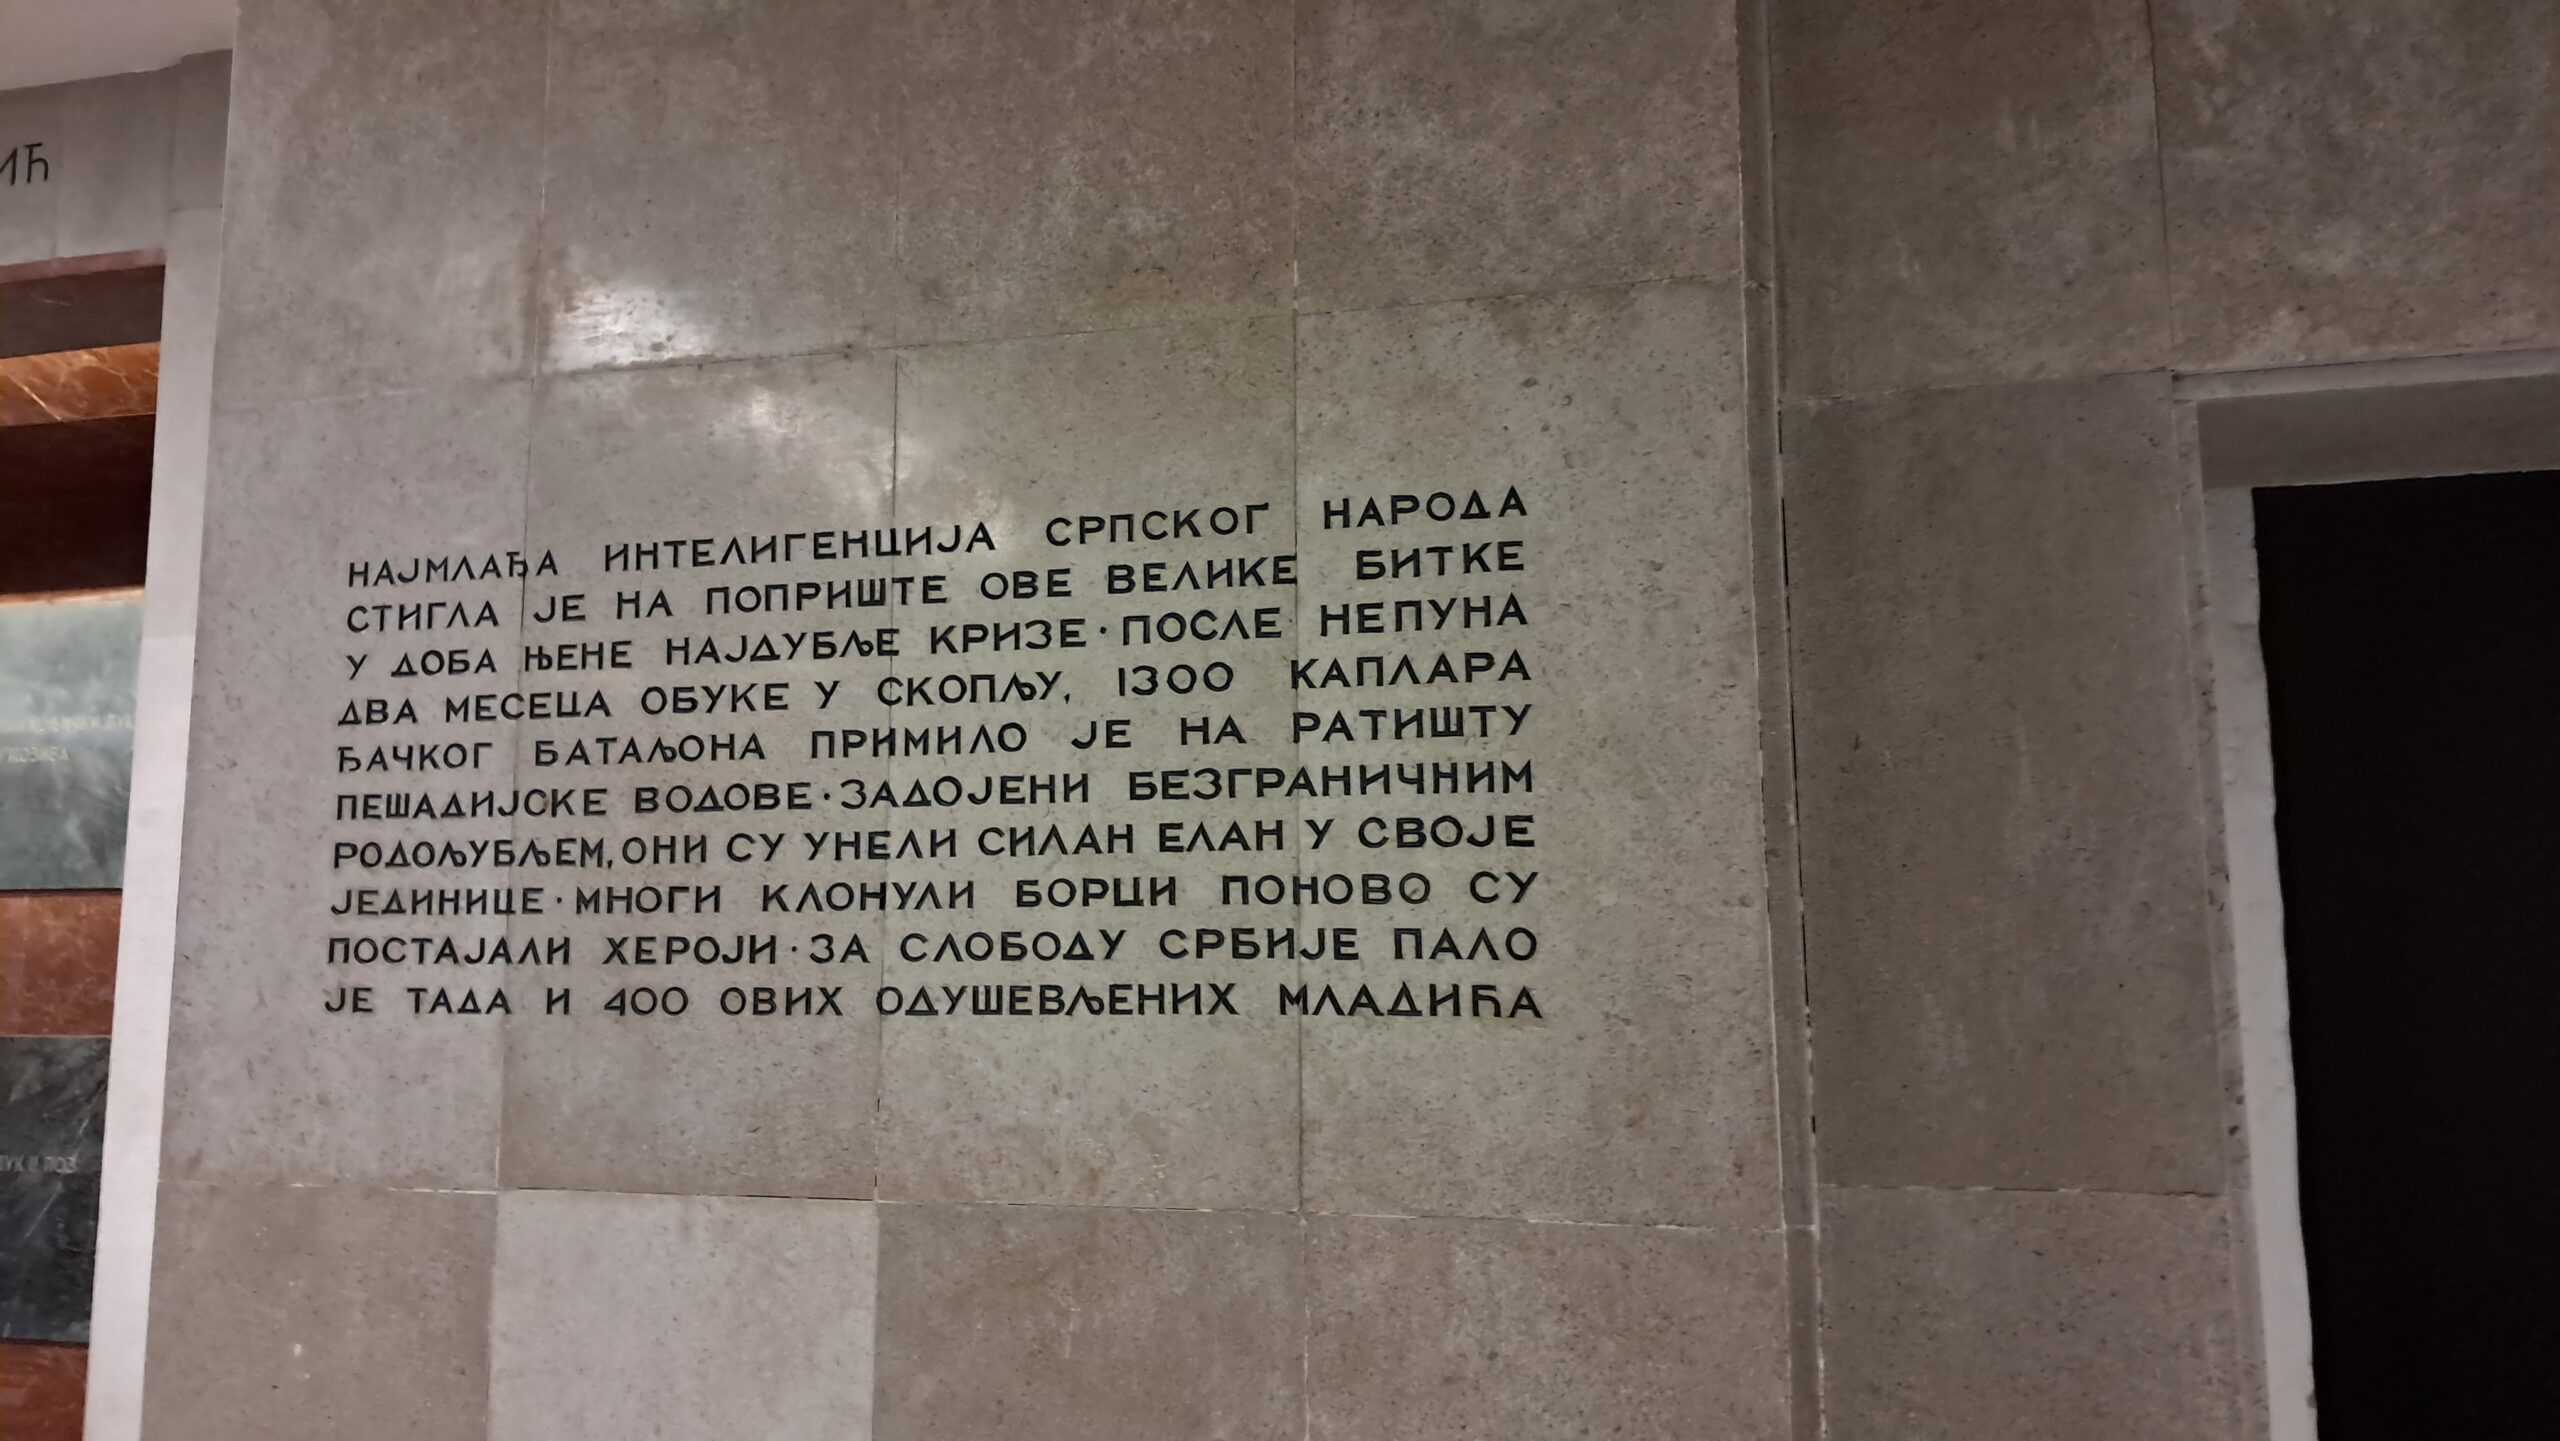 НАЈМЛАЂА ИНТЕЛИГЕНЦИЈА СРПСКОГ НАРОДА
СТИГЛА ЈЕ НА ПОПРИШТЕ ОВЕ ВЕЛИКЕ БИТКЕ
У ДОБА ЊЕНЕ НАЈДУБЉЕ КРИЗЕ · ПОСЛЕ НЕПУНА
ДВА МЕСЕЦА ОБУКЕ У СКОПЉУ, 1300 КАПЛАРА
ЂАЧКОГ БАТАЉОНА ПРИМИЛО ЈЕ НА РАТИШТУ
ПЕШАДИЈСКЕ ВОДОВЕ · ЗАДОЈЕНИ БЕЗГРАНИЧНИМ
РОДОЉУБЉЕМ, ОНИ СУ УНЕЛИ СИЛАН ЕЛАН У СВОЈЕ
ЈЕДИНИЦЕ · МНОГИ КЛОНУЛИ БОРЦИ ПОНОВО СУ
ПОСТАЈАЛИ ХЕРОЈИ · ЗА СЛОБОДУ СРБИЈЕ ПАЛО
ЈЕ ТАДА И 400 ОВИХ ОДУШЕВЉЕНИХ МЛАДИЋА